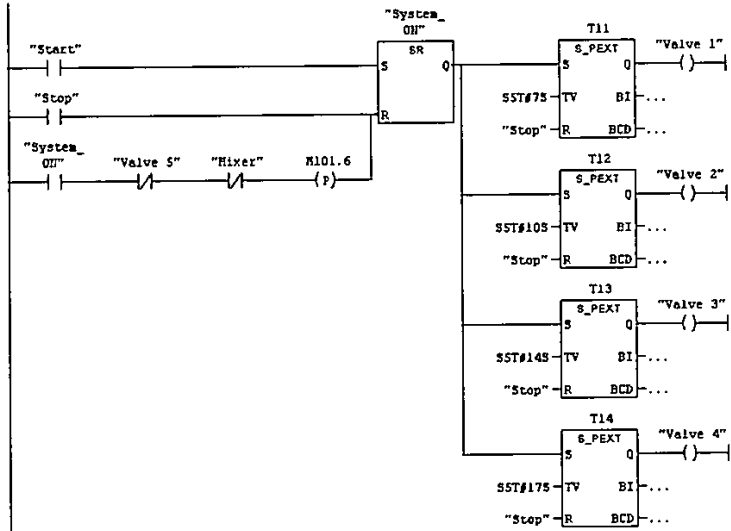 "System_
ON"
"Start"
SR
S
Q
"Stop"
R
"System_
ON"
"Valve 5"
"Mixer"
M101.6
P
T11
S_PEXT
"Valve 1"
S
Q
S5T#7S
TV
BI
...
"Stop"
R
BCD
...
T12
S_PEXT
"Valve 2"
S
Q
S5T#10S
TV
BI
...
"Stop"
R
BCD
...
T13
S_PEXT
"Valve 3"
S
Q
S5T#14S
TV
BI
...
"Stop"
R
BCD
...
T14
S_PEXT
"Valve 4"
S
Q
S5T#17S
TV
BI
...
"Stop"
R
BCD
...